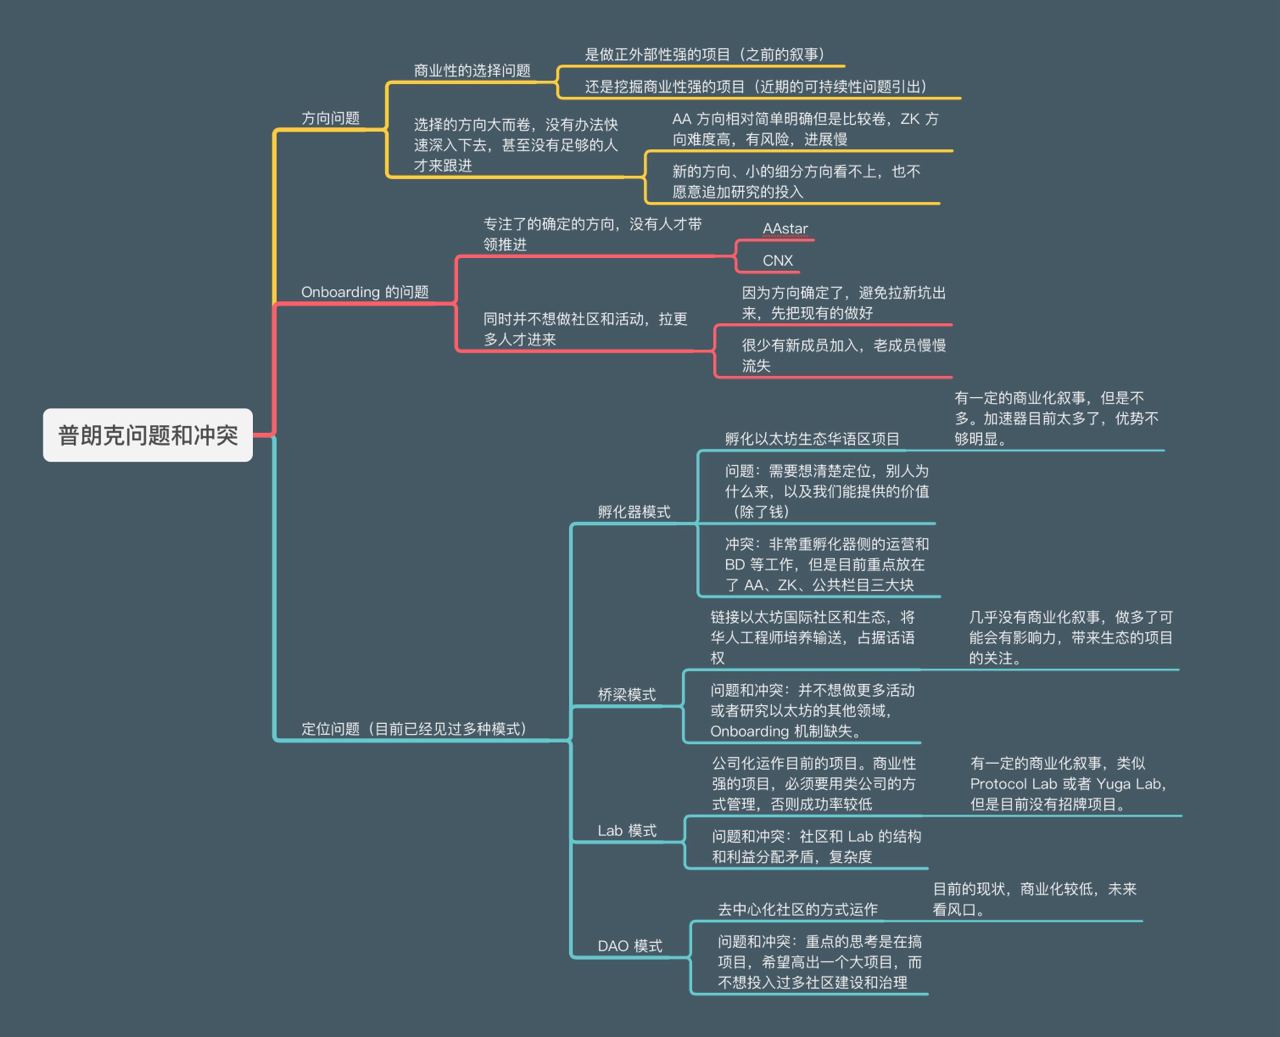 普朗克问题和冲突
方向问题
商业性的选择问题
是做正外部性强的项目（之前的叙事）
还是挖掘商业性强的项目（近期的可持续性问题引出）
选择的方向大而卷，没有办法快
速深入下去，甚至没有足够的人
才来跟进
AA 方向相对简单明确但是比较卷，ZK 方
向难度高，有风险，进展慢
新的方向、小的细分方向看不上，也不
愿意追加研究的投入
Onboarding 的问题
专注了的确定的方向，没有人才带
领推进
AAstar
CNX
同时并不想做社区和活动，拉更
多人才进来
因为方向确定了，避免拉新坑出
来，先把现有的做好
很少有新成员加入，老成员慢慢
流失
定位问题（目前已经见过多种模式）
孵化器模式
孵化以太坊生态华语区项目
有一定的商业化叙事，但是不
多。加速器目前太多了，优势不
够明显。
问题：需要想清楚定位，别人为
什么来，以及我们能提供的价值
（除了钱）
冲突：非常重孵化器侧的运营和
BD 等工作，但是目前重点放在
了 AA、ZK、公共栏目三大块
桥梁模式
链接以太坊国际社区和生态，将
华人工程师培养输送，占据话语
权
几乎没有商业化叙事，做多了可
能会有影响力，带来生态的项目
的关注。
问题和冲突：并不想做更多活动
或者研究以太坊的其他领域，
Onboarding 机制缺失。
Lab 模式
公司化运作目前的项目。商业性
强的项目，必须要用类公司的方
式管理，否则成功率较低
有一定的商业化叙事，类似
Protocol Lab 或者 Yuga Lab，
但是目前没有招牌项目。
问题和冲突：社区和 Lab 的结构
和利益分配矛盾，复杂度
DAO 模式
去中心化社区的方式运作
目前的现状，商业化较低，未来
看风口。
问题和冲突：重点的思考是在搞
项目，希望高出一个大项目，而
不想投入过多社区建设和治理